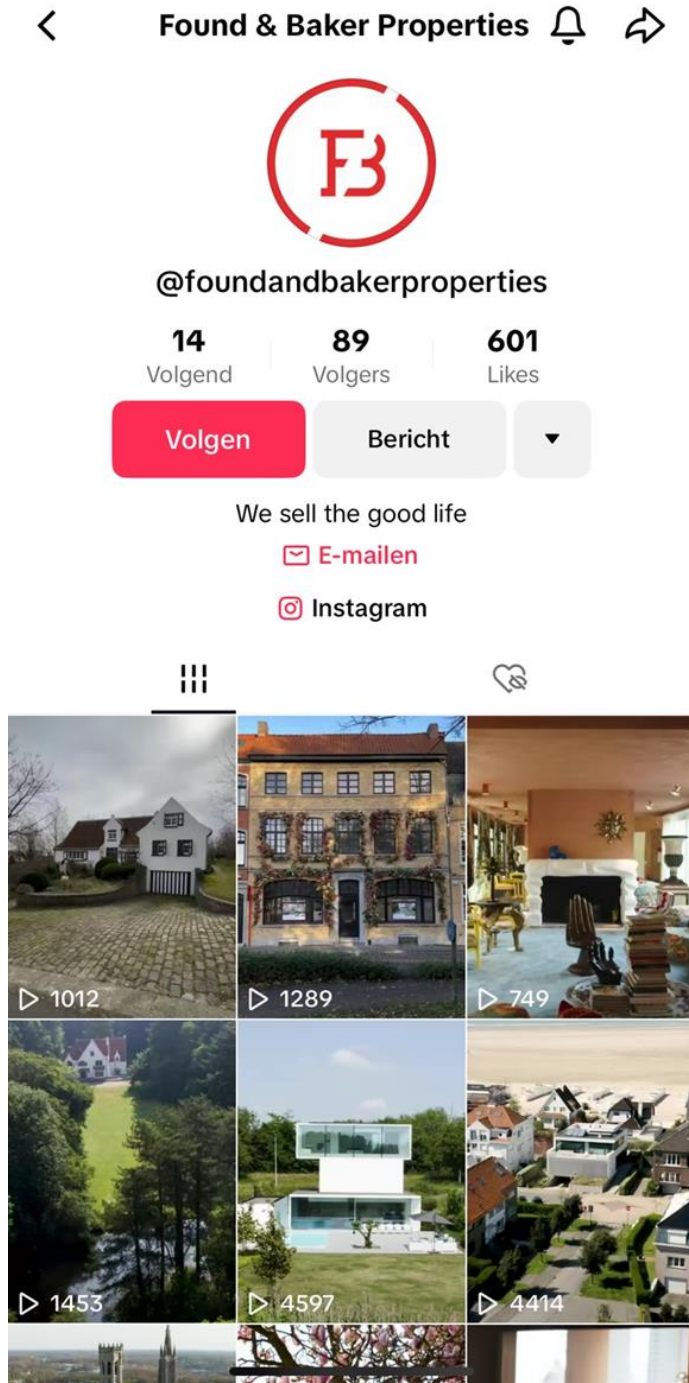 Found & Baker Properties
FB
@foundandbakerproperties
14 89 601
Volgend Volgers Likes
Volgen Bericht
We sell the good life
E-mailen
Instagram
1012 1289 749
1453 4597 4414